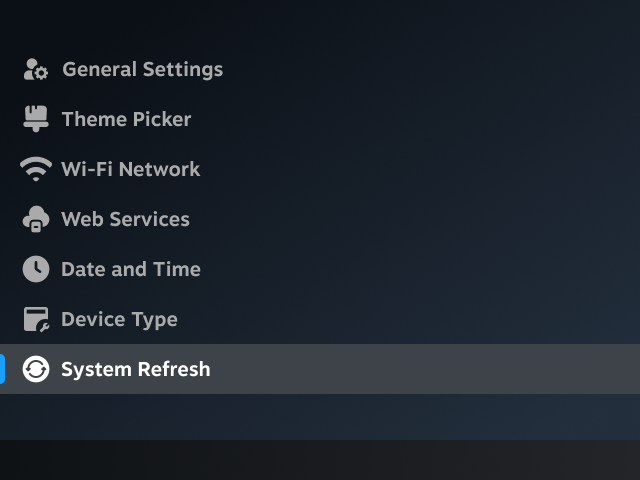 General Settings
Theme Picker
Wi-Fi Network
Web Services
Date and Time
Device Type
System Refresh